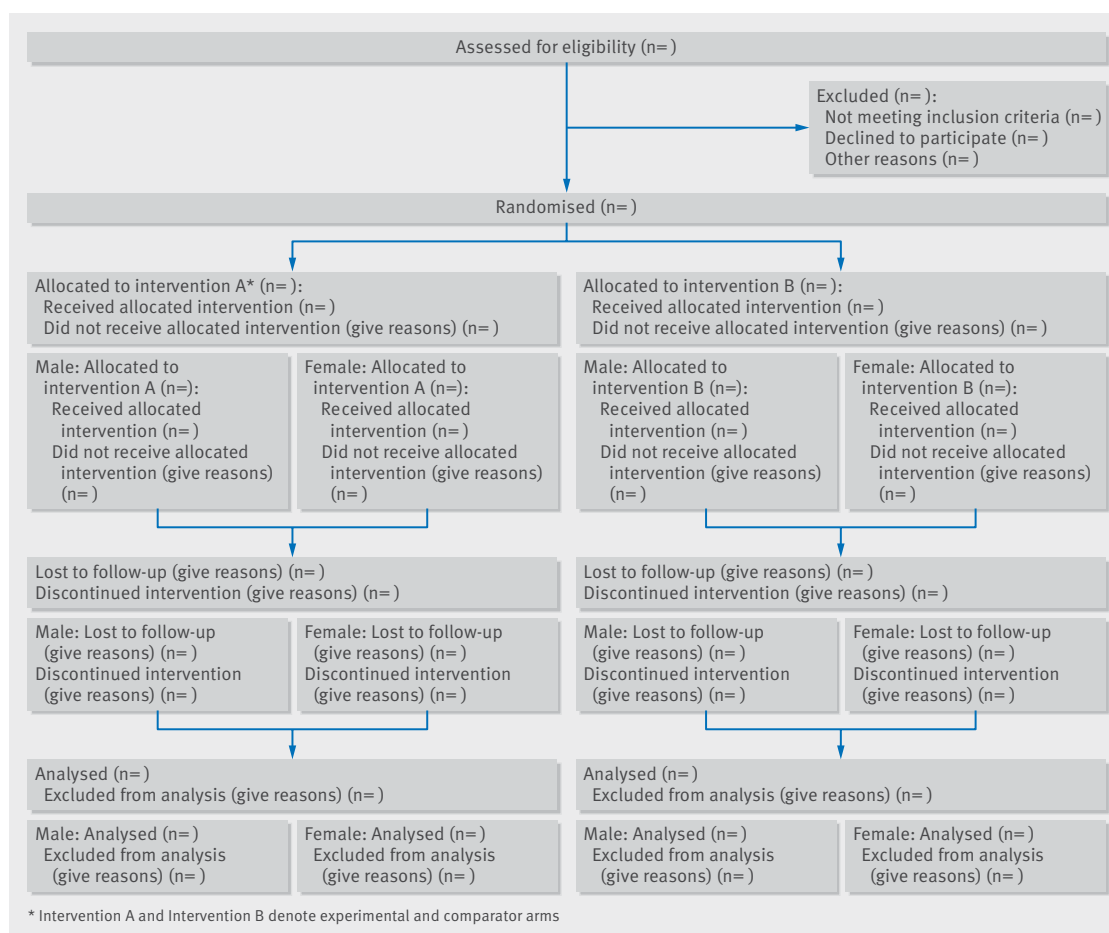 Assessed for eligibility (n= )
Excluded (n= ):
Not meeting inclusion criteria (n= )
Declined to participate (n= )
Other reasons (n= )
Randomised (n= )
Allocated to intervention A* (n= ):
Received allocated intervention (n= )
Did not receive allocated intervention (give reasons) (n= )
Allocated to intervention B (n= ):
Received allocated intervention (n= )
Did not receive allocated intervention (give reasons) (n= )
Male: Allocated to
intervention A (n=):
Received allocated
intervention (n= )
Did not receive allocated
intervention (give reasons)
(n= )
Female: Allocated to
intervention A (n=):
Received allocated
intervention (n= )
Did not receive allocated
intervention (give reasons)
(n= )
Male: Allocated to
intervention B (n=):
Received allocated
intervention (n= )
Did not receive allocated
intervention (give reasons)
(n= )
Female: Allocated to
intervention B (n=):
Received allocated
intervention (n= )
Did not receive allocated
intervention (give reasons)
(n= )
Lost to follow-up (give reasons) (n= )
Discontinued intervention (give reasons) (n= )
Lost to follow-up (give reasons) (n= )
Discontinued intervention (give reasons) (n= )
Male: Lost to follow-up
(give reasons) (n= )
Discontinued intervention
(give reasons) (n= )
Female: Lost to follow-up
(give reasons) (n= )
Discontinued intervention
(give reasons) (n= )
Male: Lost to follow-up
(give reasons) (n= )
Discontinued intervention
(give reasons) (n= )
Female: Lost to follow-up
(give reasons) (n= )
Discontinued intervention
(give reasons) (n= )
Analysed (n= )
Excluded from analysis (give reasons) (n= )
Analysed (n= )
Excluded from analysis (give reasons) (n= )
Male: Analysed (n= )
Excluded from analysis
(give reasons) (n= )
Female: Analysed (n= )
Excluded from analysis
(give reasons) (n= )
Male: Analysed (n= )
Excluded from analysis
(give reasons) (n= )
Female: Analysed (n= )
Excluded from analysis
(give reasons) (n= )
* Intervention A and Intervention B denote experimental and comparator arms